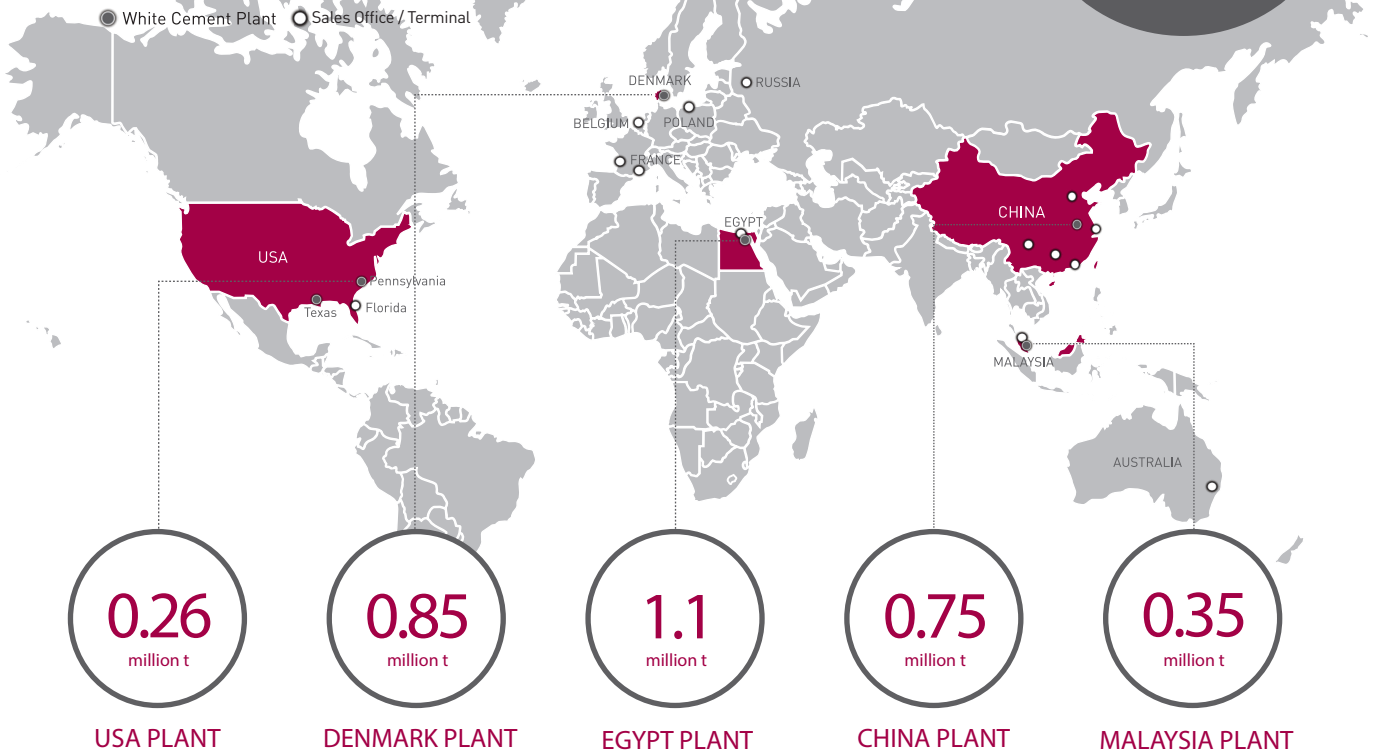 White Cement Plant
Sales Office / Terminal
DENMARK
RUSSIA
BELGIUM
POLAND
FRANCE
CHINA
EGYPT
USA
Pennsylvania
Texas
Florida
MALAYSIA
AUSTRALIA
0.26
million t
USA PLANT
0.85
million t
DENMARK PLANT
1.1
million t
EGYPT PLANT
0.75
million t
CHINA PLANT
0.35
million t
MALAYSIA PLANT